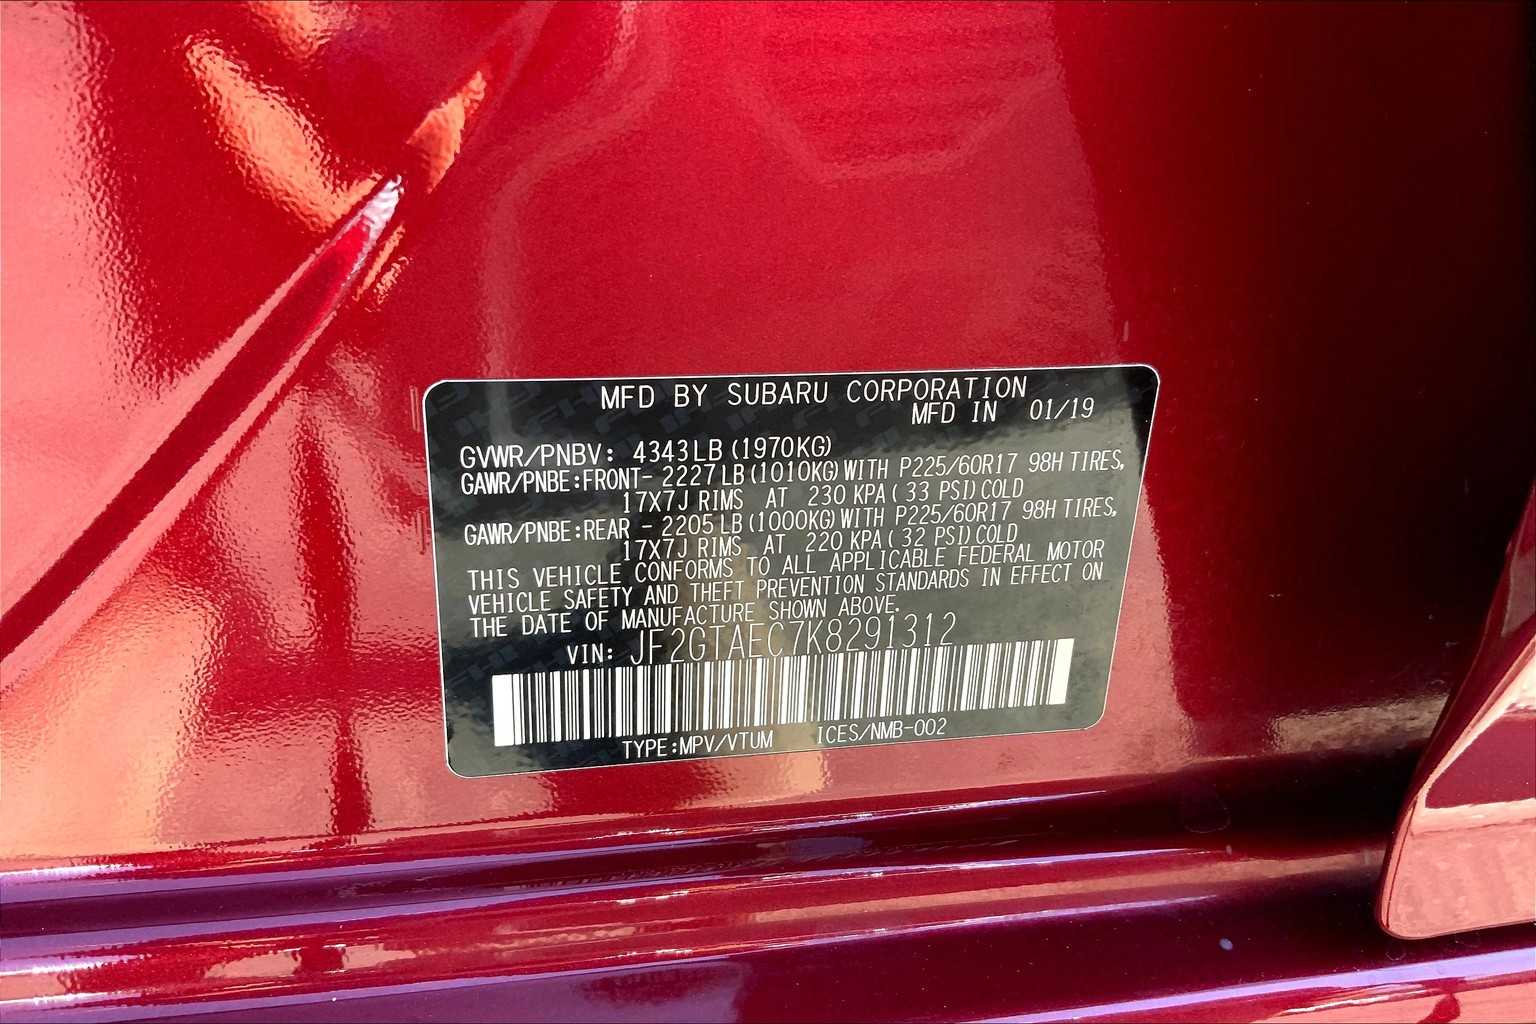 MFD BY SUBARU CORPORATION
MFD IN 01/19
GVWR/PNBV: 4343LB (1970KG)
GAWR/PNBE:FRONT- 2227LB (1010KG) WITH P225/60R17 98H TIRES,
17X7J RIMS AT 230 KPA ( 33 PSI) COLD
GAWR/PNBE:REAR - 2205LB (1000KG) WITH P225/60R17 98H TIRES,
17X7J RIMS AT 220 KPA ( 32 PSI) COLD
THIS VEHICLE CONFORMS TO ALL APPLICABLE FEDERAL MOTOR
VEHICLE SAFETY AND THEFT PREVENTION STANDARDS IN EFFECT ON
THE DATE OF MANUFACTURE SHOWN ABOVE.
VIN: JF2GTAEC7K8291312
TYPE:MPV/VTUM ICES/NMB-002